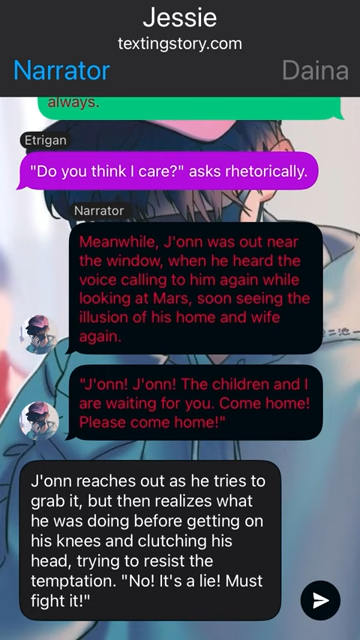 Jessie
textingstory.com
Narrator
Daina
always.
Etrigan
"Do you think I care?" asks rhetorically.
Narrator
Meanwhile, J'onn was out near
the window, when he heard the
voice calling to him again while
looking at Mars, soon seeing the
illusion of his home and wife
again.
"J'onn! J'onn! The children and I
are waiting for you. Come home!
Please come home!"
J'onn reaches out as he tries to
grab it, but then realizes what
he was doing before getting on
his knees and clutching his
head, trying to resist the
temptation. "No! It's a lie! Must
fight it!"